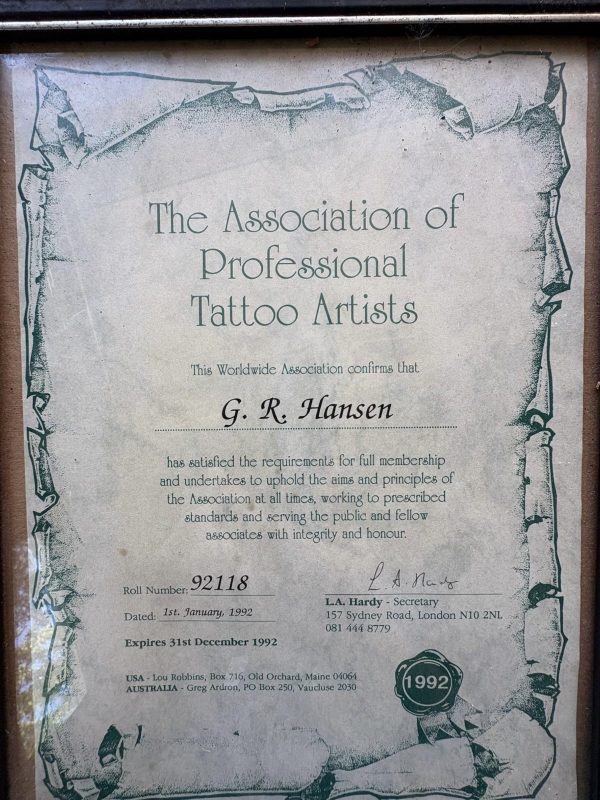 The Association of
Professional
Tattoo Artists
This Worldwide Association confirms that
G. R. Hansen
has satisfied the requirements for full membership
and undertakes to uphold the aims and principles of
the Association at all times, working to prescribed
standards and serving the public and fellow
associates with integrity and honour.
Roll Number: 92118
Dated: 1st. January, 1992
Expires 31st December 1992
L A. Hardy
L.A. Hardy - Secretary
157 Sydney Road, London N10 2NL
081 444 8779
USA - Lou Robbins, Box 716, Old Orchard, Maine 04064
AUSTRALIA - Greg Ardron, PO Box 250, Vaucluse 2030
1992